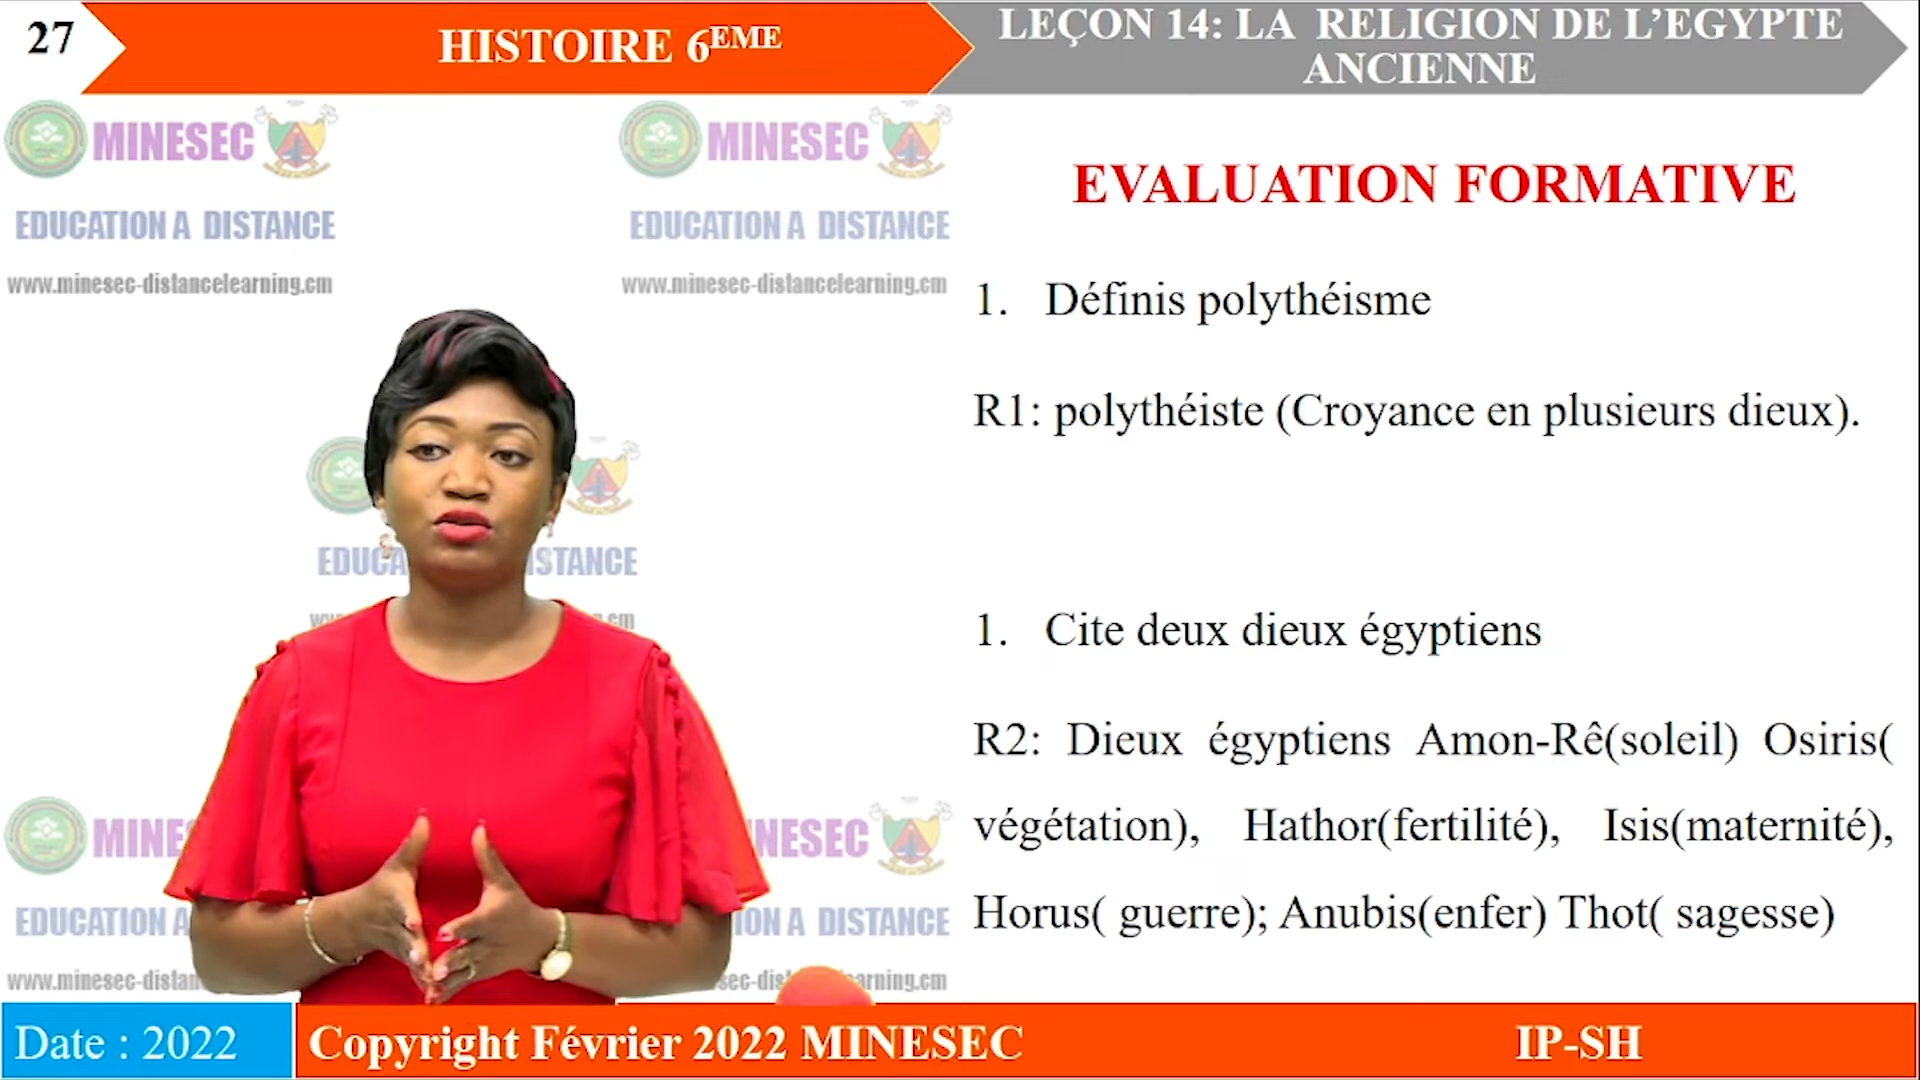 27
HISTOIRE 6EME
LEÇON 14: LA RELIGION DE L’EGYPTE
ANCIENNE
MINESEC
EDUCATION A DISTANCE
www.minesec-distancelearning.cm
MINESEC
EDUCATION A DISTANCE
www.minesec-distancelearning.cm
EVALUATION FORMATIVE
1. Définis polythéisme
R1: polythéiste (Croyance en plusieurs dieux).
1. Cite deux dieux égyptiens
R2: Dieux égyptiens Amon-Rê(soleil) Osiris(
végétation), Hathor(fertilité), Isis(maternité),
Horus( guerre); Anubis(enfer) Thot( sagesse)
Date : 2022
Copyright Février 2022 MINESEC
IP-SH